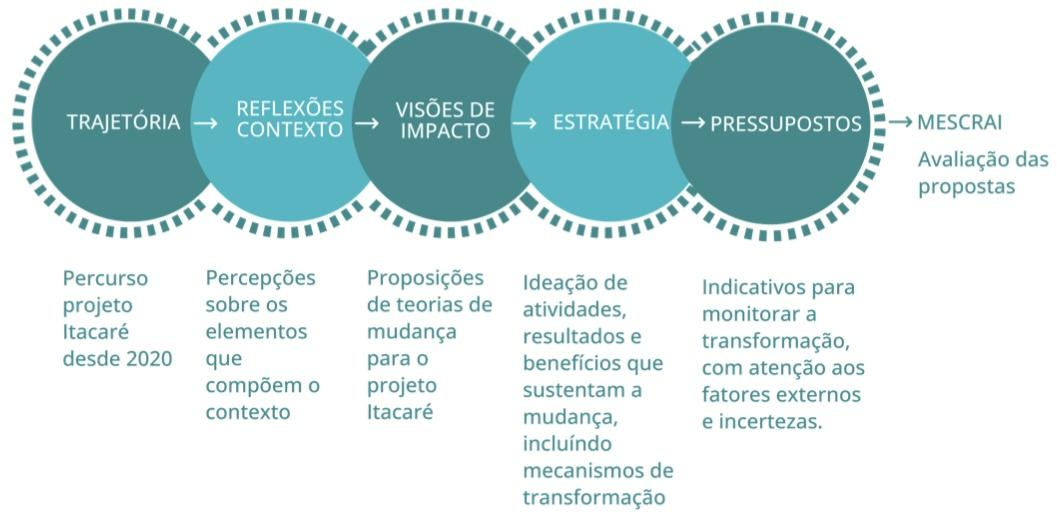 TRAJETÓRIA →
REFLEXÕES
CONTEXTO →
VISÕES DE
IMPACTO →
ESTRATÉGIA →
PRESSUPOSTOS
→ MESCRAI
Avaliação das
propostas
Percurso
projeto
Itacaré
desde 2020
Percepções
sobre os
elementos
que
compõem o
contexto
Proposições
de teorias de
mudança
para o
projeto
Itacaré
Ideação de
atividades,
resultados e
benefícios que
sustentam a
mudança,
incluíndo
mecanismos de
transformação
Indicativos para
monitorar a
transformação,
com atenção aos
fatores externos
e incertezas.